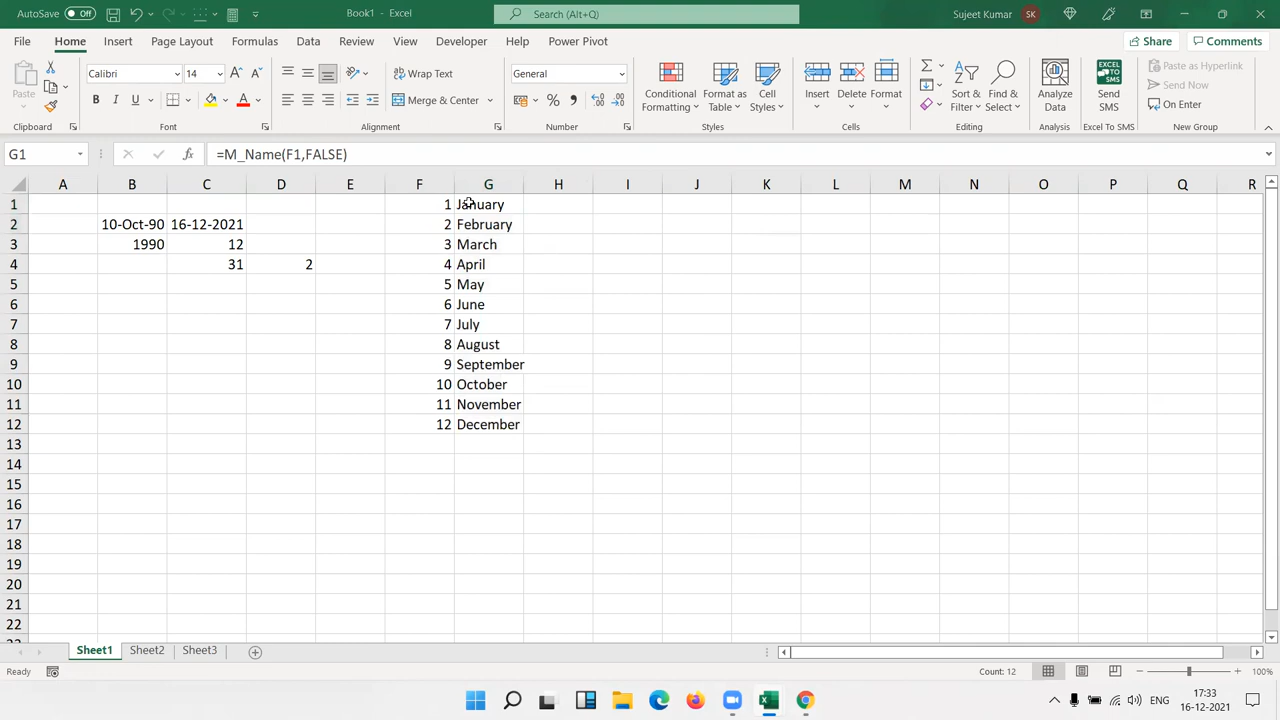 AutoSave Off Book1 - Excel Search (Alt+Q) Sujeet Kumar SK
File Home Insert Page Layout Formulas Data Review View Developer Help Power Pivot Share Comments
Paste Calibri 14 Wrap Text General Conditional Formatting Format as Table Cell Styles Insert Delete Format Sort & Filter Find & Select Analyze Data Send SMS Paste as Hyperlink
B I U Merge & Center Send Now
On Enter
Clipboard Font Alignment Number Styles Cells Editing Analysis Excel To SMS New Group
G1 fx =M_Name(F1,FALSE)
A B C D E F G H I J K L M N O P Q R
1 1 January
2 10-Oct-90 16-12-2021 2 February
3 1990 12 3 March
4 31 2 4 April
5 5 May
6 6 June
7 7 July
8 8 August
9 9 September
10 10 October
11 11 November
12 12 December
13
14
15
16
17
18
19
20
21
22
Sheet1 Sheet2 Sheet3
Ready Count: 12 100%
ENG 17:33
16-12-2021